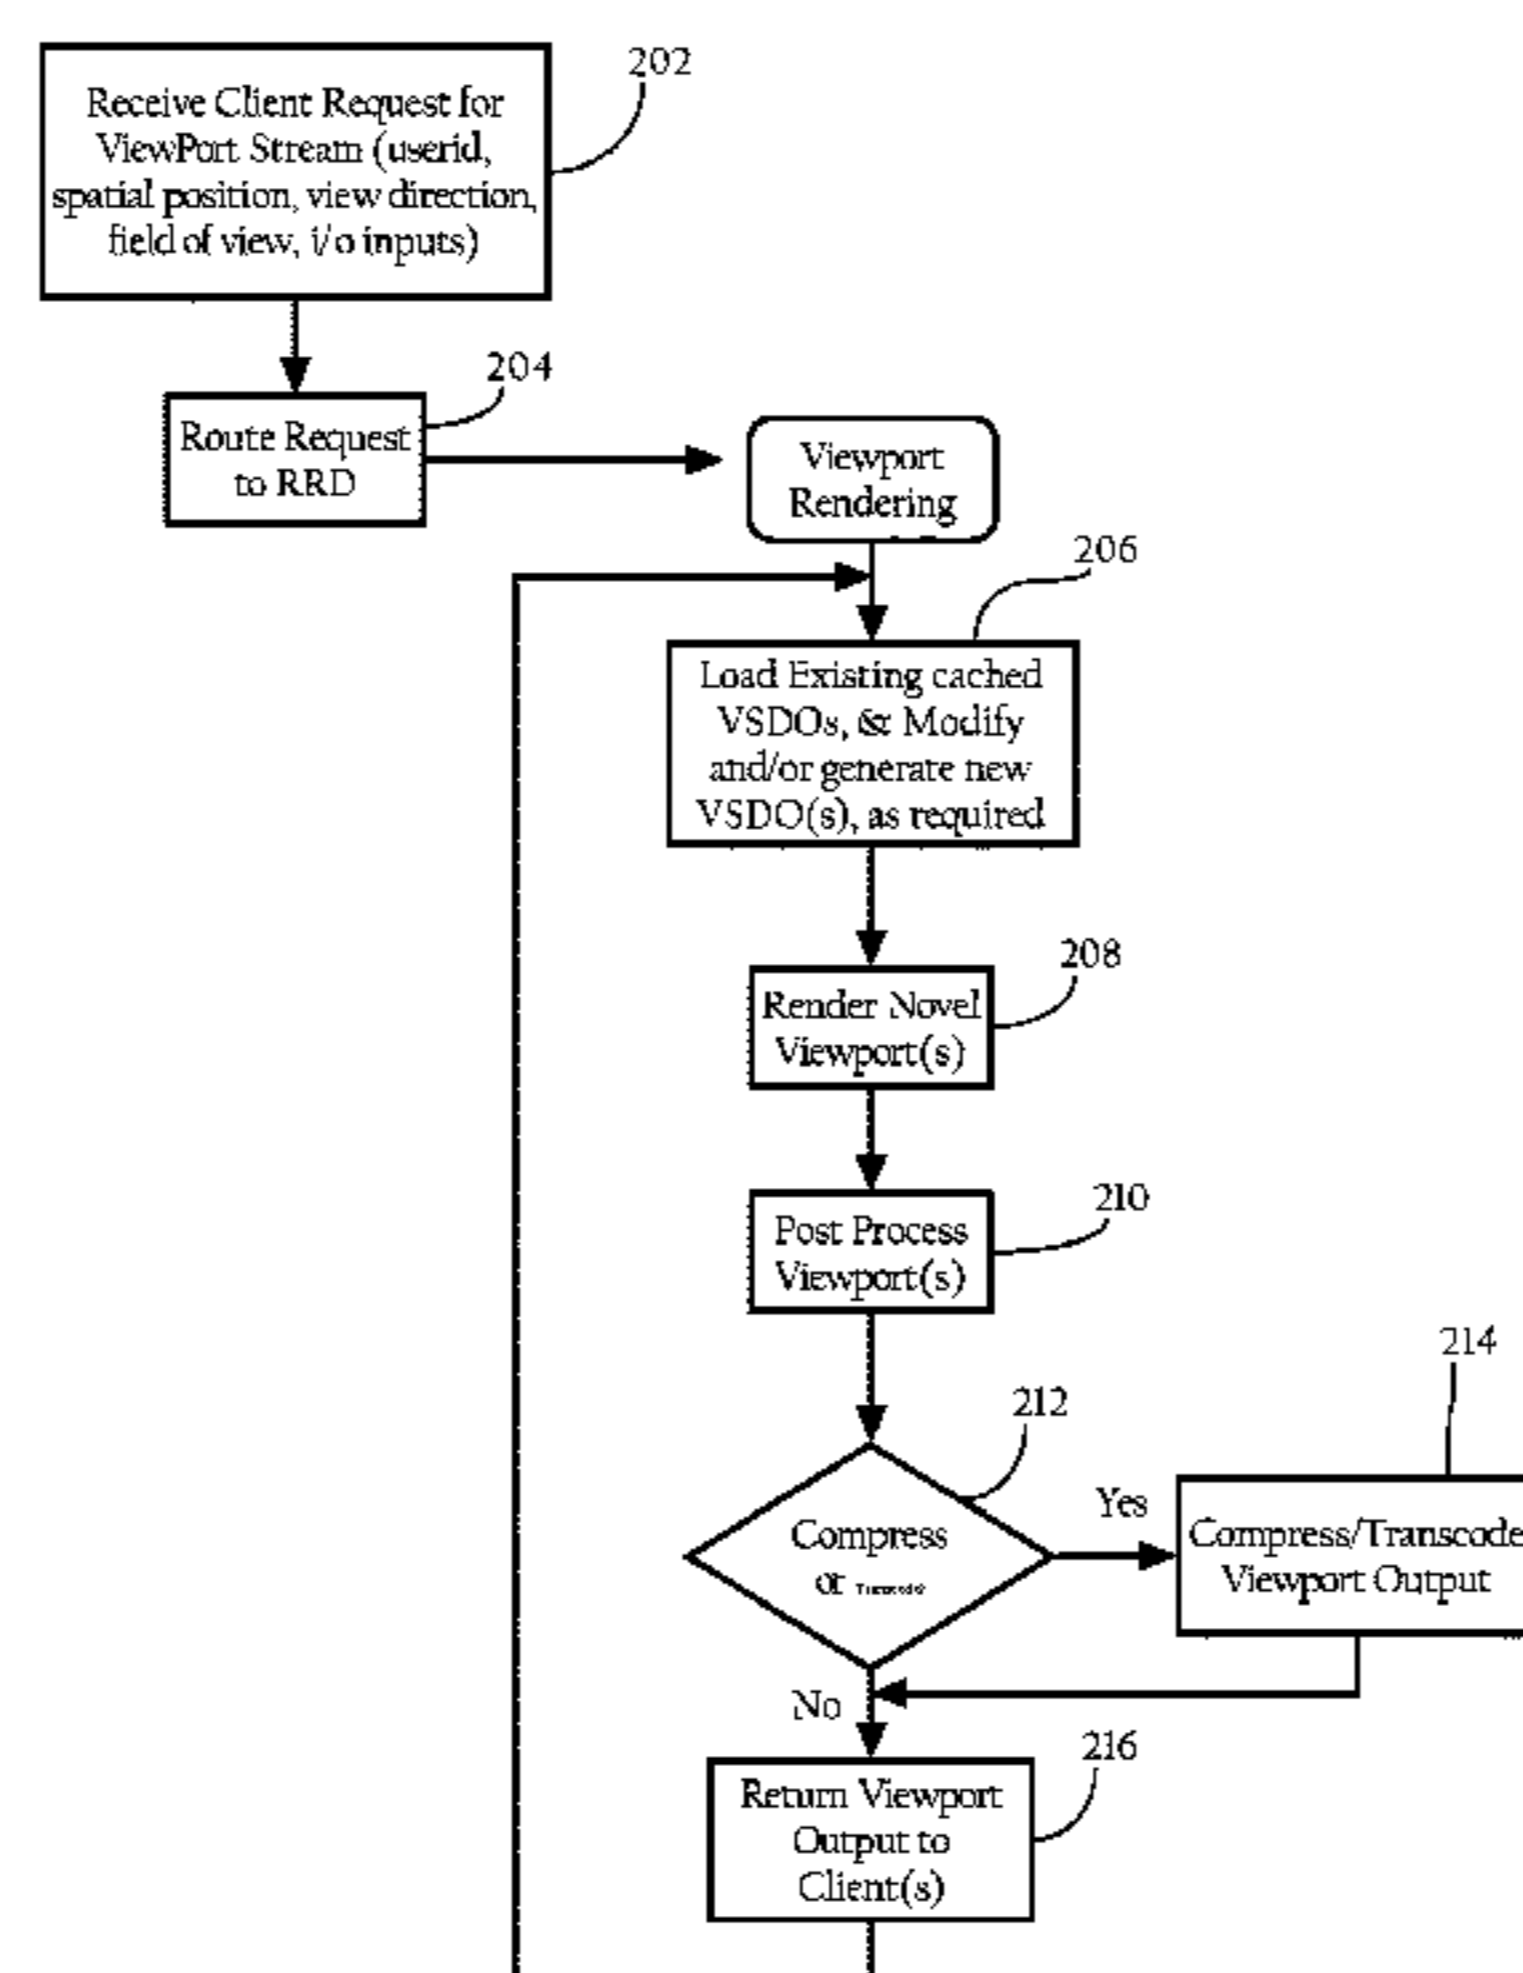 202
Receive Client Request for
ViewPort Stream (userid,
spatial position, view direction,
field of view, i/o inputs)
204
Route Request
to RRD
Viewport
Rendering
206
Load Existing cached
VSDOs, & Modify
and/or generate new
VSDO(s), as required
208
Render Novel
Viewport(s)
210
Post Process
Viewport(s)
212
Compress
or
Yes
214
Compress/Transcode
Viewport Output
No
216
Return Viewport
Output to
Client(s)